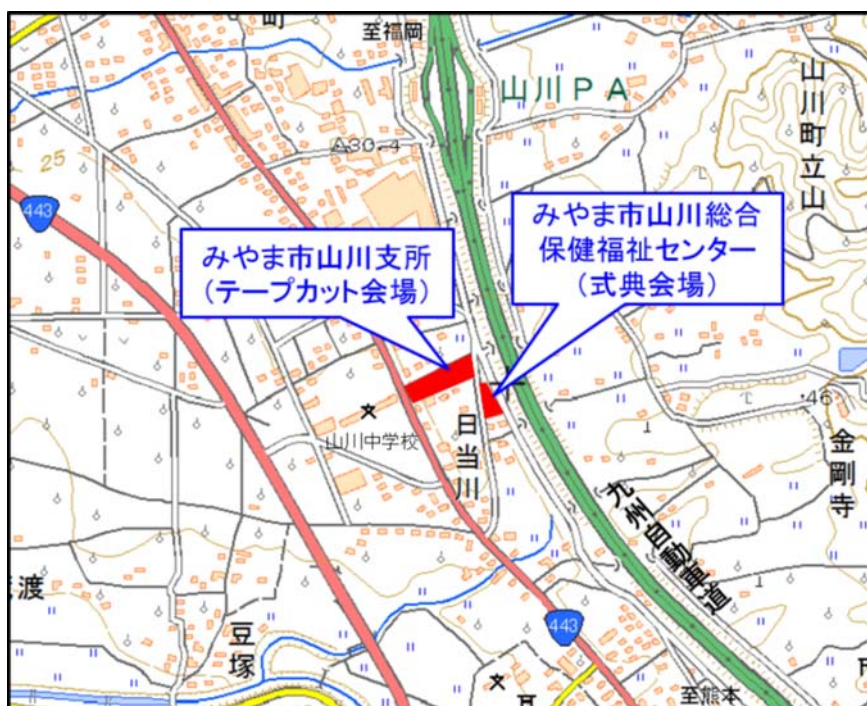 町
至福岡
山川PA
A30.4
山川町立山
25
443
みやま市山川支所
（テープカット会場）
みやま市山川総合
保健福祉センター
（式典会場）
・46
山川中学校
日当川
金剛寺
九州自動車道
渡
豆塚
443
至熊本